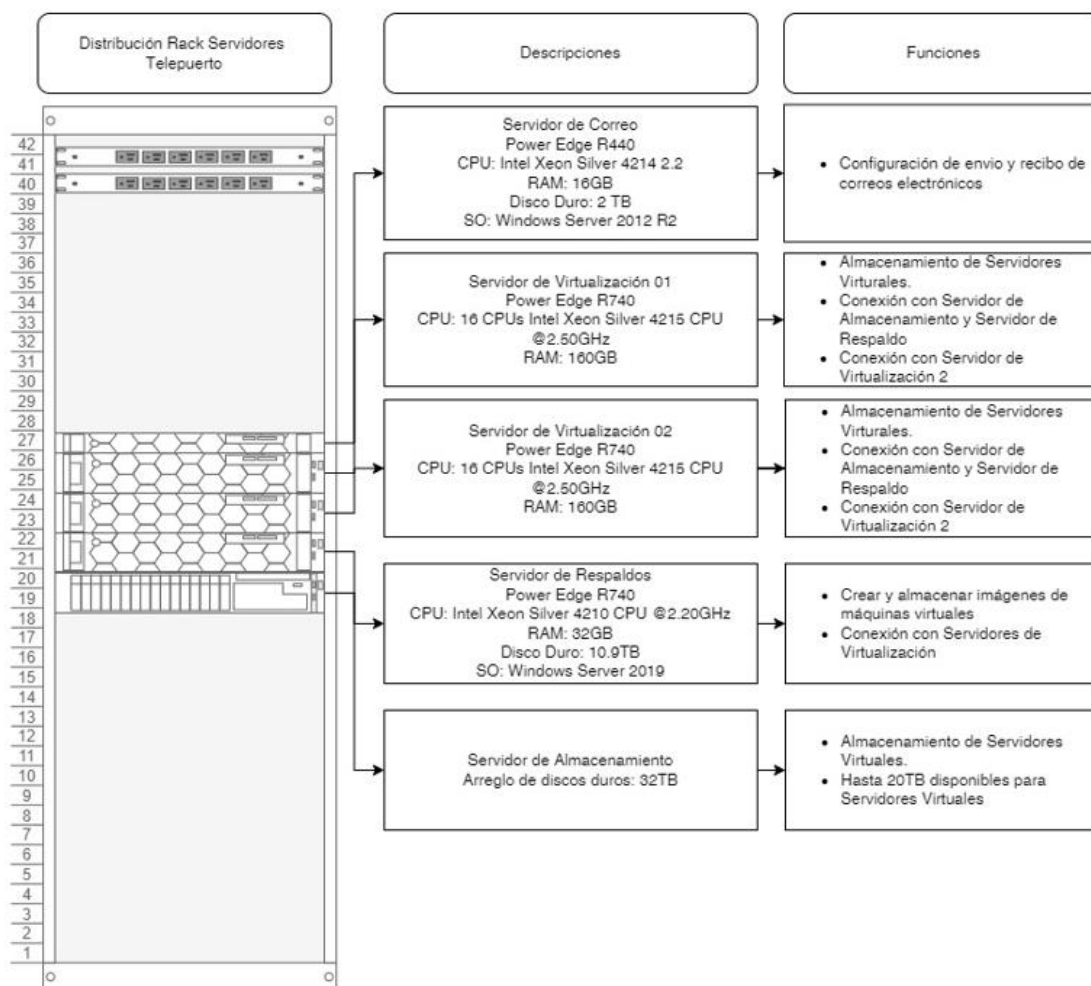 Distribución Rack Servidores
Telepuerto
Descripciones
Funciones
42
41
40
39
38
37
36
35
34
33
32
31
30
29
28
27
26
25
24
23
22
21
20
19
18
17
16
15
14
13
12
11
10
9
8
7
6
5
4
3
2
1
Servidor de Correo
Power Edge R440
CPU: Intel Xeon Silver 4214 2.2
RAM: 16GB
Disco Duro: 2 TB
SO: Windows Server 2012 R2
• Configuración de envio y recibo de
correos electrónicos
Servidor de Virtualización 01
Power Edge R740
CPU: 16 CPUs Intel Xeon Silver 4215 CPU
@2.50GHz
RAM: 160GB
• Almacenamiento de Servidores
Virturales.
• Conexión con Servidor de
Almacenamiento y Servidor de
Respaldo
• Conexión con Servidor de
Virtualización 2
Servidor de Virtualización 02
Power Edge R740
CPU: 16 CPUs Intel Xeon Silver 4215 CPU
@2.50GHz
RAM: 160GB
• Almacenamiento de Servidores
Virturales.
• Conexión con Servidor de
Almacenamiento y Servidor de
Respaldo
• Conexión con Servidor de
Virtualización 2
Servidor de Respaldos
Power Edge R740
CPU: Intel Xeon Silver 4210 CPU @2.20GHz
RAM: 32GB
Disco Duro: 10.9TB
SO: Windows Server 2019
• Crear y almacenar imágenes de
máquinas virtuales
• Conexión con Servidores de
Virtualización
Servidor de Almacenamiento
Arreglo de discos duros: 32TB
• Almacenamiento de Servidores
Virtuales.
• Hasta 20TB disponibles para
Servidores Virtuales